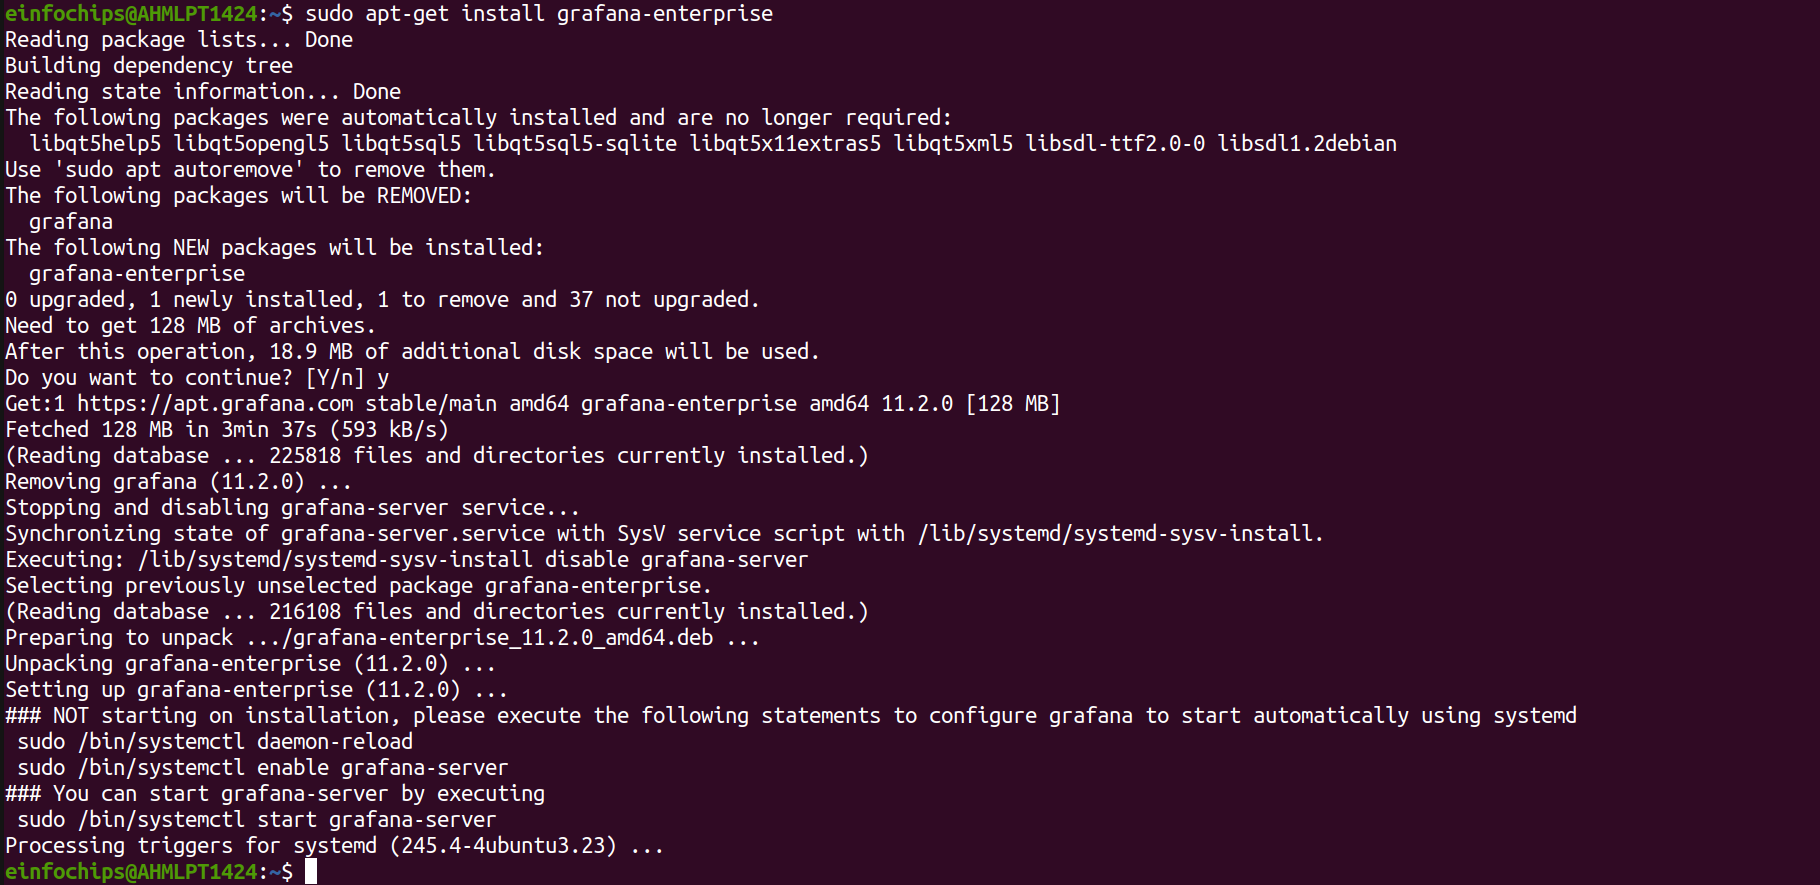 einfochips@AHMLPT1424:~$ sudo apt-get install grafana-enterprise
Reading package lists... Done
Building dependency tree
Reading state information... Done
The following packages were automatically installed and are no longer required:
  libqt5help5 libqt5opengl5 libqt5sql5 libqt5sql5-sqlite libqt5x11extras5 libqt5xml5 libsdl-ttf2.0-0 libsdl1.2debian
Use 'sudo apt autoremove' to remove them.
The following packages will be REMOVED:
  grafana
The following NEW packages will be installed:
  grafana-enterprise
0 upgraded, 1 newly installed, 1 to remove and 37 not upgraded.
Need to get 128 MB of archives.
After this operation, 18.9 MB of additional disk space will be used.
Do you want to continue? [Y/n] y
Get:1 https://apt.grafana.com stable/main amd64 grafana-enterprise amd64 11.2.0 [128 MB]
Fetched 128 MB in 3min 37s (593 kB/s)
(Reading database ... 225818 files and directories currently installed.)
Removing grafana (11.2.0) ...
Stopping and disabling grafana-server service...
Synchronizing state of grafana-server.service with SysV service script with /lib/systemd/systemd-sysv-install.
Executing: /lib/systemd/systemd-sysv-install disable grafana-server
Selecting previously unselected package grafana-enterprise.
(Reading database ... 216108 files and directories currently installed.)
Preparing to unpack .../grafana-enterprise_11.2.0_amd64.deb ...
Unpacking grafana-enterprise (11.2.0) ...
Setting up grafana-enterprise (11.2.0) ...
### NOT starting on installation, please execute the following statements to configure grafana to start automatically using systemd
 sudo /bin/systemctl daemon-reload
 sudo /bin/systemctl enable grafana-server
### You can start grafana-server by executing
 sudo /bin/systemctl start grafana-server
Processing triggers for systemd (245.4-4ubuntu3.23) ...
einfochips@AHMLPT1424:~$